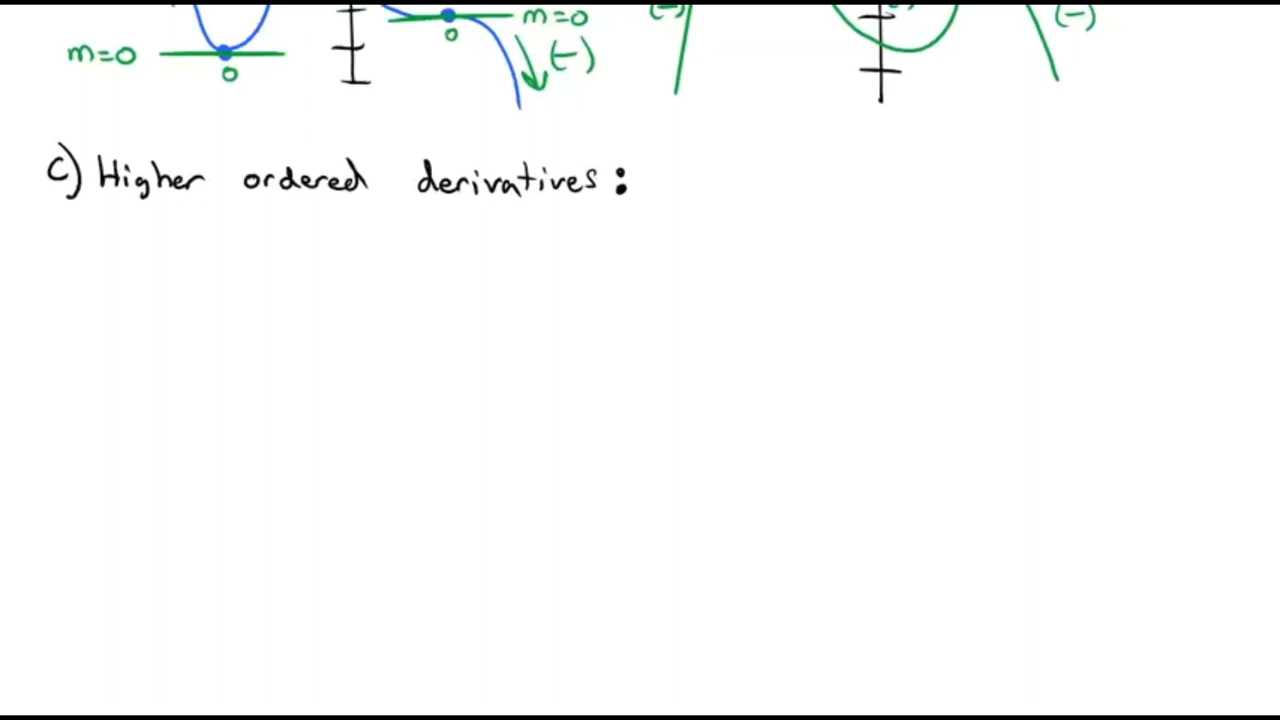 m=0 (-) (-)
m=0 0 (-)
0
c) Higher ordered derivatives: